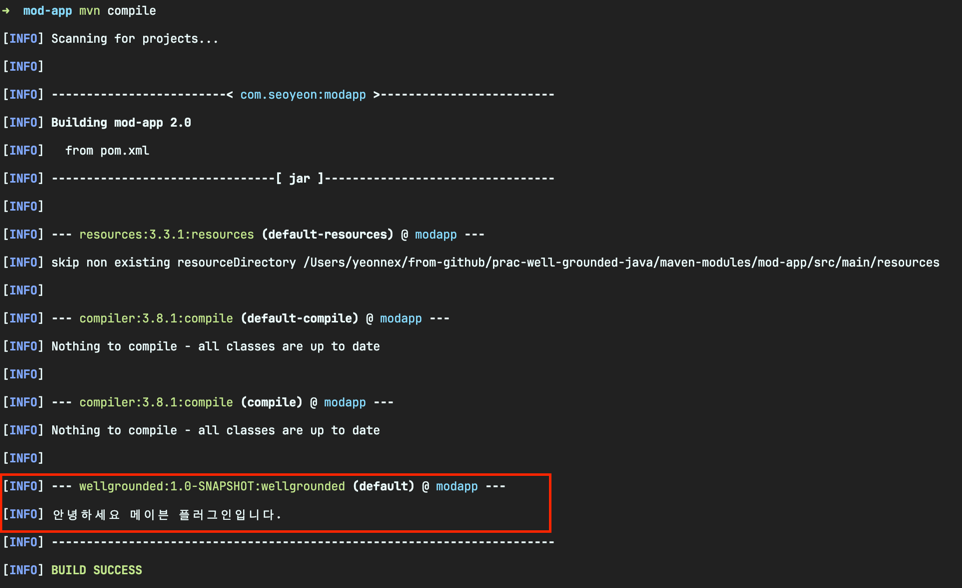 → mod-app mvn compile
[INFO] Scanning for projects...
[INFO]
[INFO] -------------------------< com.seoyeon:modapp >-------------------------
[INFO] Building mod-app 2.0
[INFO]   from pom.xml
[INFO] --------------------------------[ jar ]---------------------------------
[INFO]
[INFO] --- resources:3.3.1:resources (default-resources) @ modapp ---
[INFO] skip non existing resourceDirectory /Users/yeonnex/from-github/prac-well-grounded-java/maven-modules/mod-app/src/main/resources
[INFO]
[INFO] --- compiler:3.8.1:compile (default-compile) @ modapp ---
[INFO] Nothing to compile - all classes are up to date
[INFO]
[INFO] --- compiler:3.8.1:compile (compile) @ modapp ---
[INFO] Nothing to compile - all classes are up to date
[INFO]
[INFO] --- wellgrounded:1.0-SNAPSHOT:wellgrounded (default) @ modapp ---
[INFO] 안녕하세요 메이븐 플러그인입니다.
[INFO] ------------------------------------------------------------------------
[INFO] BUILD SUCCESS